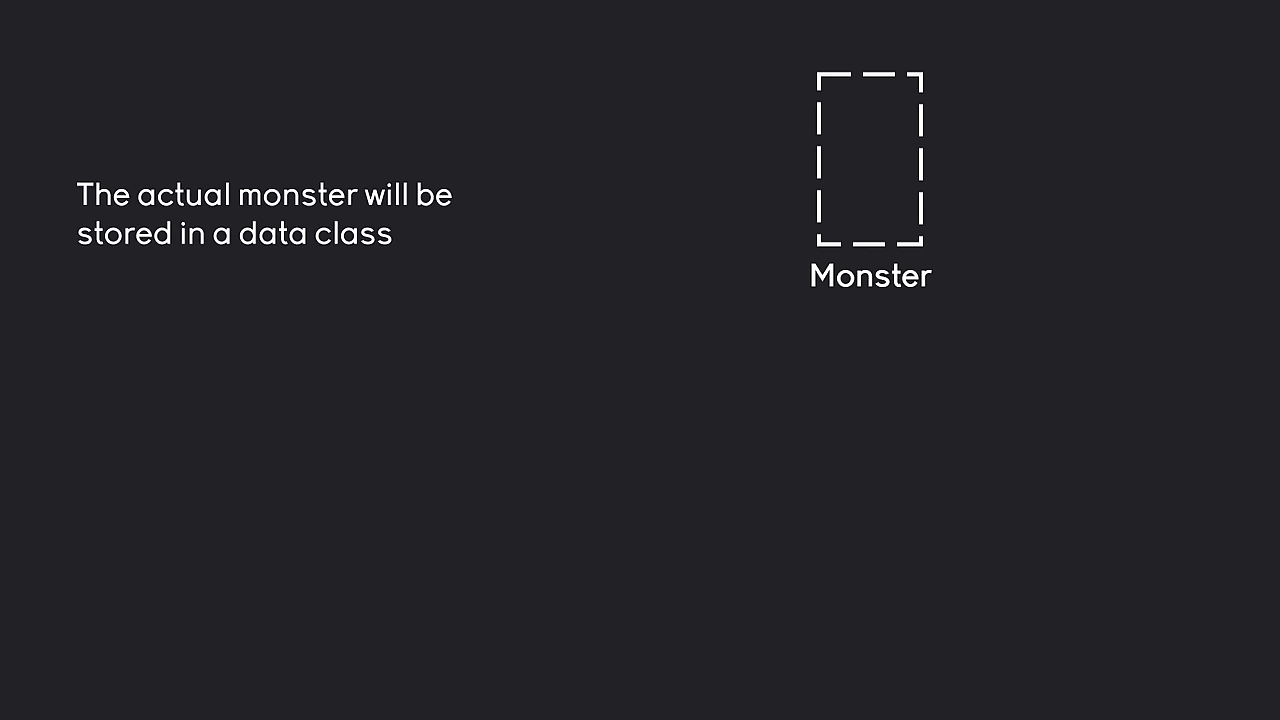 The actual monster will be
stored in a data class
Monster